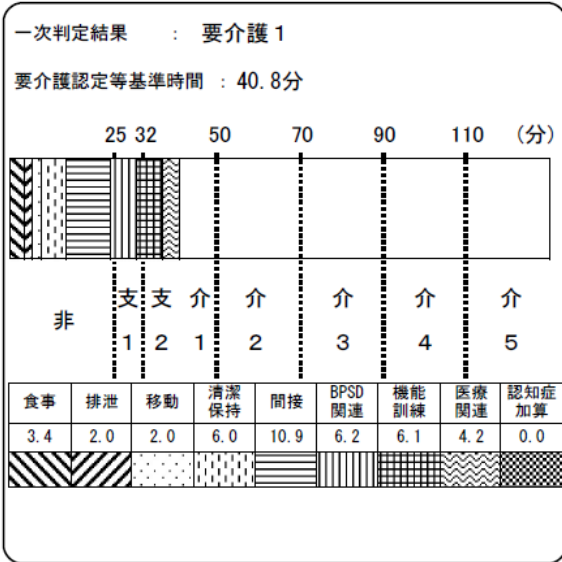 一次判定結果 : 要介護1
要介護認定等基準時間 : 40.8分
25 32 50 70 90 110 (分)
非 支1 支2 介1 介2 介3 介4 介5
食事 排泄 移動 清潔保持 間接 BPSD関連 機能訓練 医療関連 認知症加算
3.4 2.0 2.0 6.0 10.9 6.2 6.1 4.2 0.0